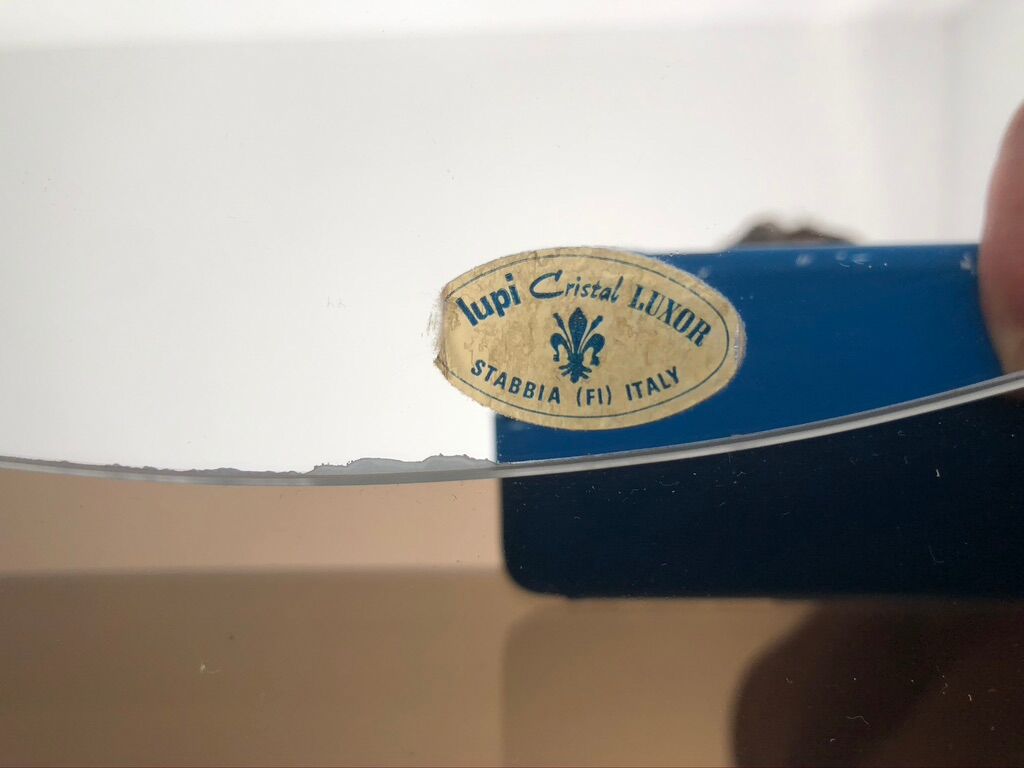 lupi Cristal LUXOR
STABBIA (FI) ITALY